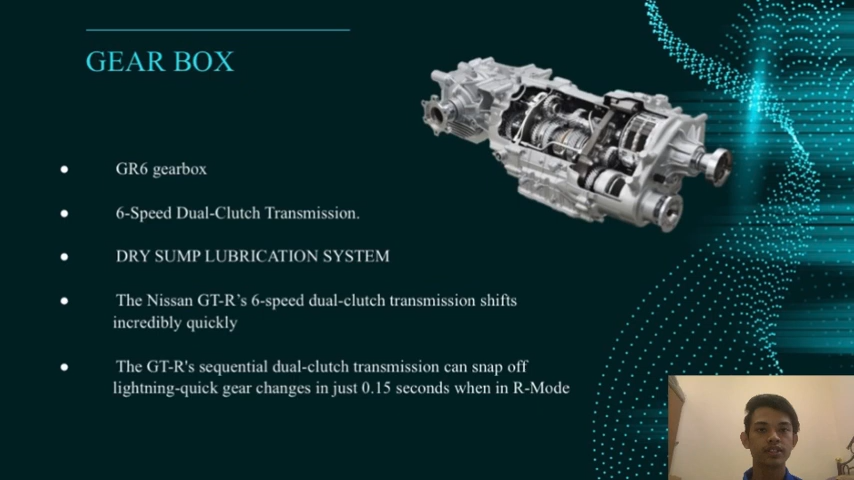 GEAR BOX
GR6 gearbox
6-Speed Dual-Clutch Transmission.
DRY SUMP LUBRICATION SYSTEM
The Nissan GT-R’s 6-speed dual-clutch transmission shifts
incredibly quickly
The GT-R's sequential dual-clutch transmission can snap off
lightning-quick gear changes in just 0.15 seconds when in R-Mode